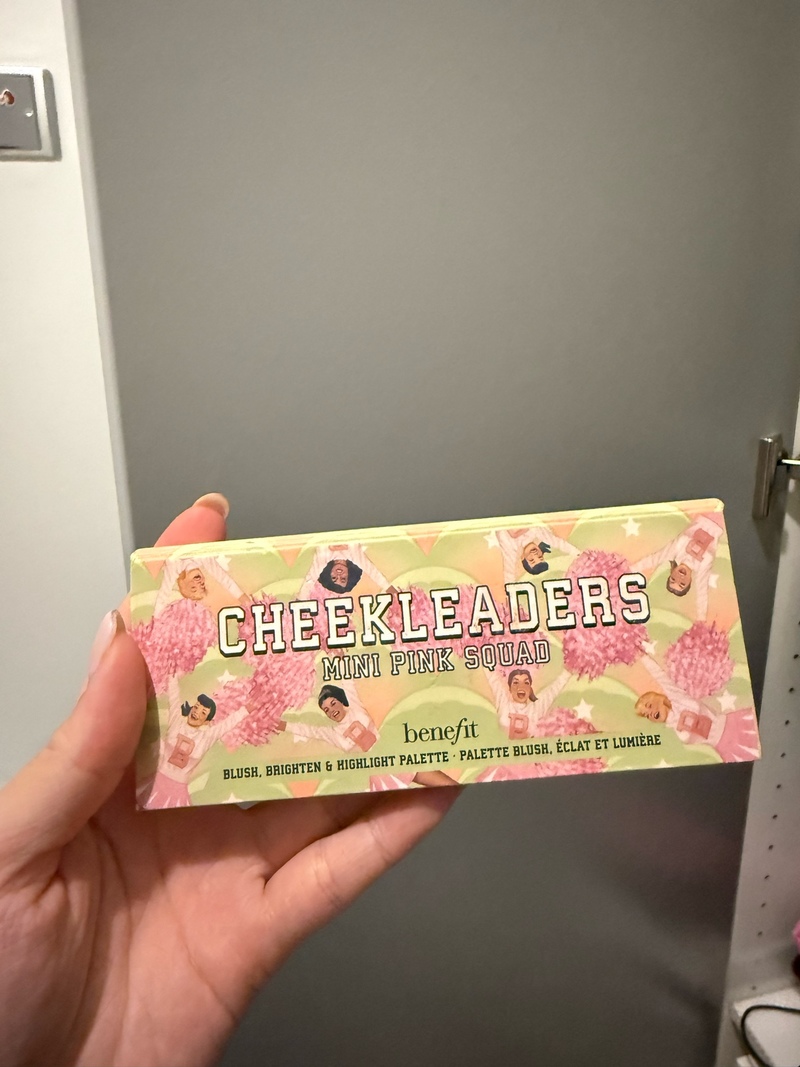 CHEEKLEADERS
MINI PINK SQUAD
benefit
BLUSH, BRIGHTEN & HIGHLIGHT PALETTE · PALETTE BLUSH, ÉCLAT ET LUMIÈRE